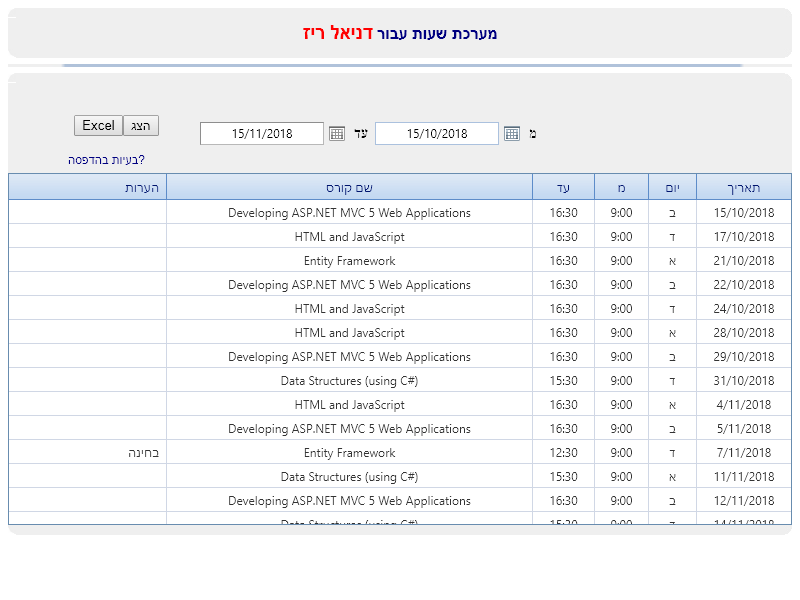 מערכת שעות עבור דניאל ריז
מ 15/10/2018 עד 15/11/2018 הצג Excel
?בעיות בהדפסה
תאריך יום מ עד שם קורס הערות
15/10/2018 ב 9:00 16:30 Developing ASP.NET MVC 5 Web Applications
17/10/2018 ד 9:00 16:30 HTML and JavaScript
21/10/2018 א 9:00 16:30 Entity Framework
22/10/2018 ב 9:00 16:30 Developing ASP.NET MVC 5 Web Applications
24/10/2018 ד 9:00 16:30 HTML and JavaScript
28/10/2018 א 9:00 16:30 HTML and JavaScript
29/10/2018 ב 9:00 16:30 Developing ASP.NET MVC 5 Web Applications
31/10/2018 ד 9:00 15:30 Data Structures (using C#)
4/11/2018 א 9:00 16:30 HTML and JavaScript
5/11/2018 ב 9:00 16:30 Developing ASP.NET MVC 5 Web Applications
7/11/2018 ד 9:00 12:30 Entity Framework בחינה
11/11/2018 א 9:00 15:30 Data Structures (using C#)
12/11/2018 ב 9:00 16:30 Developing ASP.NET MVC 5 Web Applications
14/11/2018 ד 9:00 15:30 Data Structures (using C#)